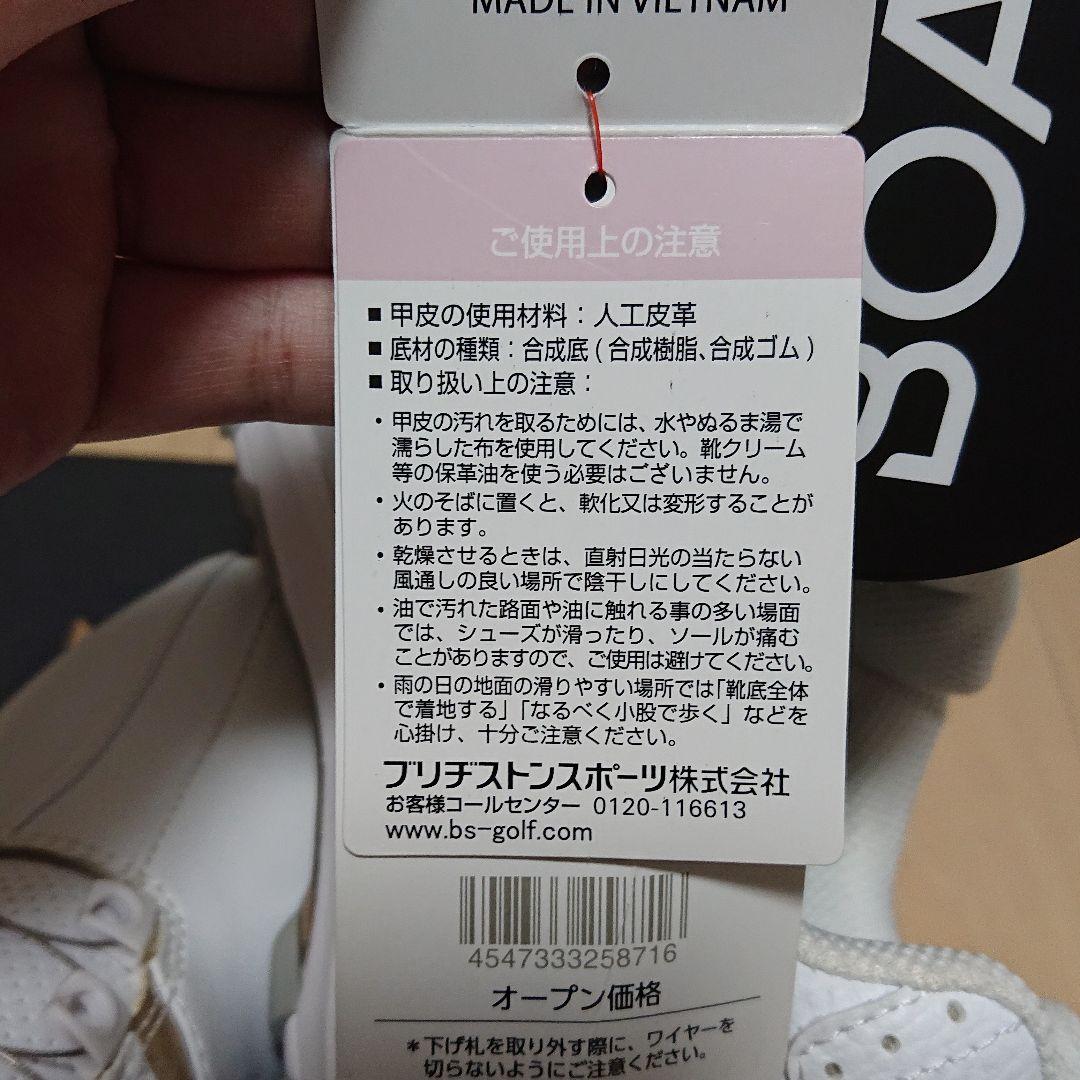 MADE IN VIETNAM
BOA
ご使用上の注意
■ 甲皮の使用材料：人工皮革
■ 底材の種類：合成底(合成樹脂、合成ゴム)
■ 取り扱い上の注意：
・甲皮の汚れを取るためには、水やぬるま湯で
濡らした布を使用してください。靴クリーム
等の保革油を使う必要はございません。
・火のそばに置くと、軟化又は変形することが
あります。
・乾燥させるときは、直射日光の当たらない
風通しの良い場所で陰干しにしてください。
・油で汚れた路面や油に触れる事の多い場面
では、シューズが滑ったり、ソールが痛む
ことがありますので、ご使用は避けてください。
・雨の日の地面の滑りやすい場所では「靴底全体
で着地する」「なるべく小股で歩く」などを
心掛け、十分ご注意ください。
ブリヂストンスポーツ株式会社
お客様コールセンター 0120-116613
www.bs-golf.com
4547333258716
オープン価格
*下げ札を取り外す際に、ワイヤーを
切らないようにご注意ください。